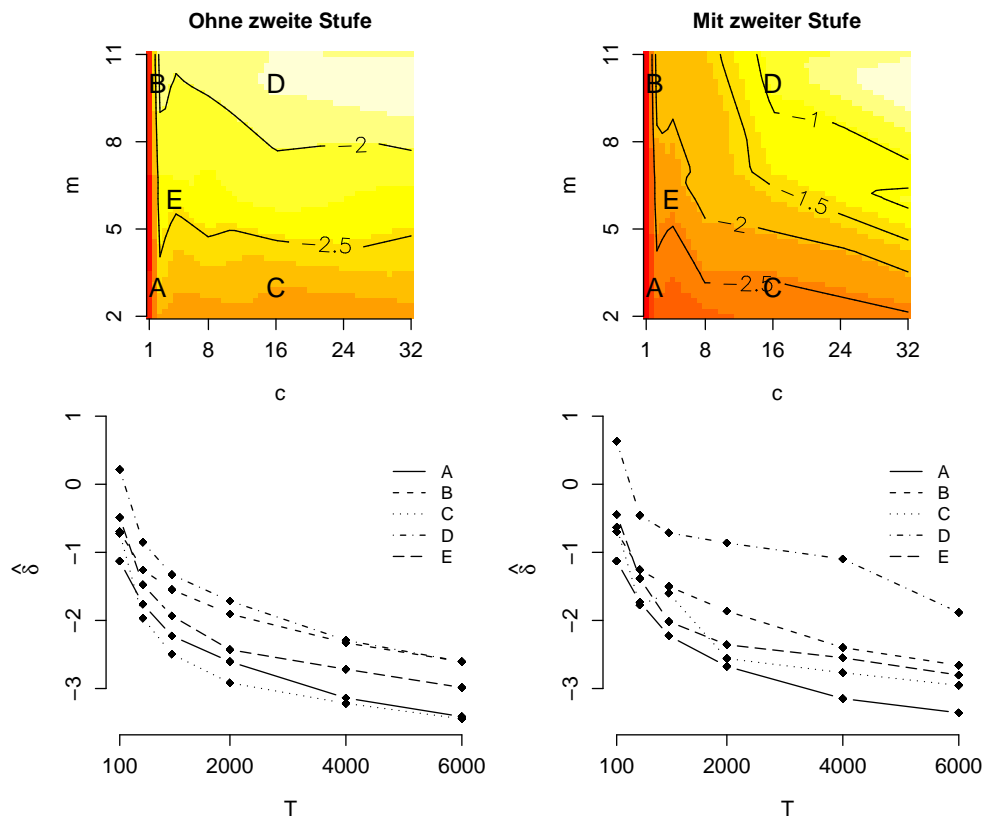 Ohne zweite Stufe
Mit zweiter Stufe
11
8
5
2
m
B
D
E
A
C
−2
−2.5
1 8 16 24 32
c
11
8
5
2
m
B
D
E
A
C
−1
−1.5
−2
−2.5
1 8 16 24 32
c
1
0
−1
−2
−3
δ̂
A
B
C
D
E
100 2000 4000 6000
T
1
0
−1
−2
−3
δ̂
A
B
C
D
E
100 2000 4000 6000
T